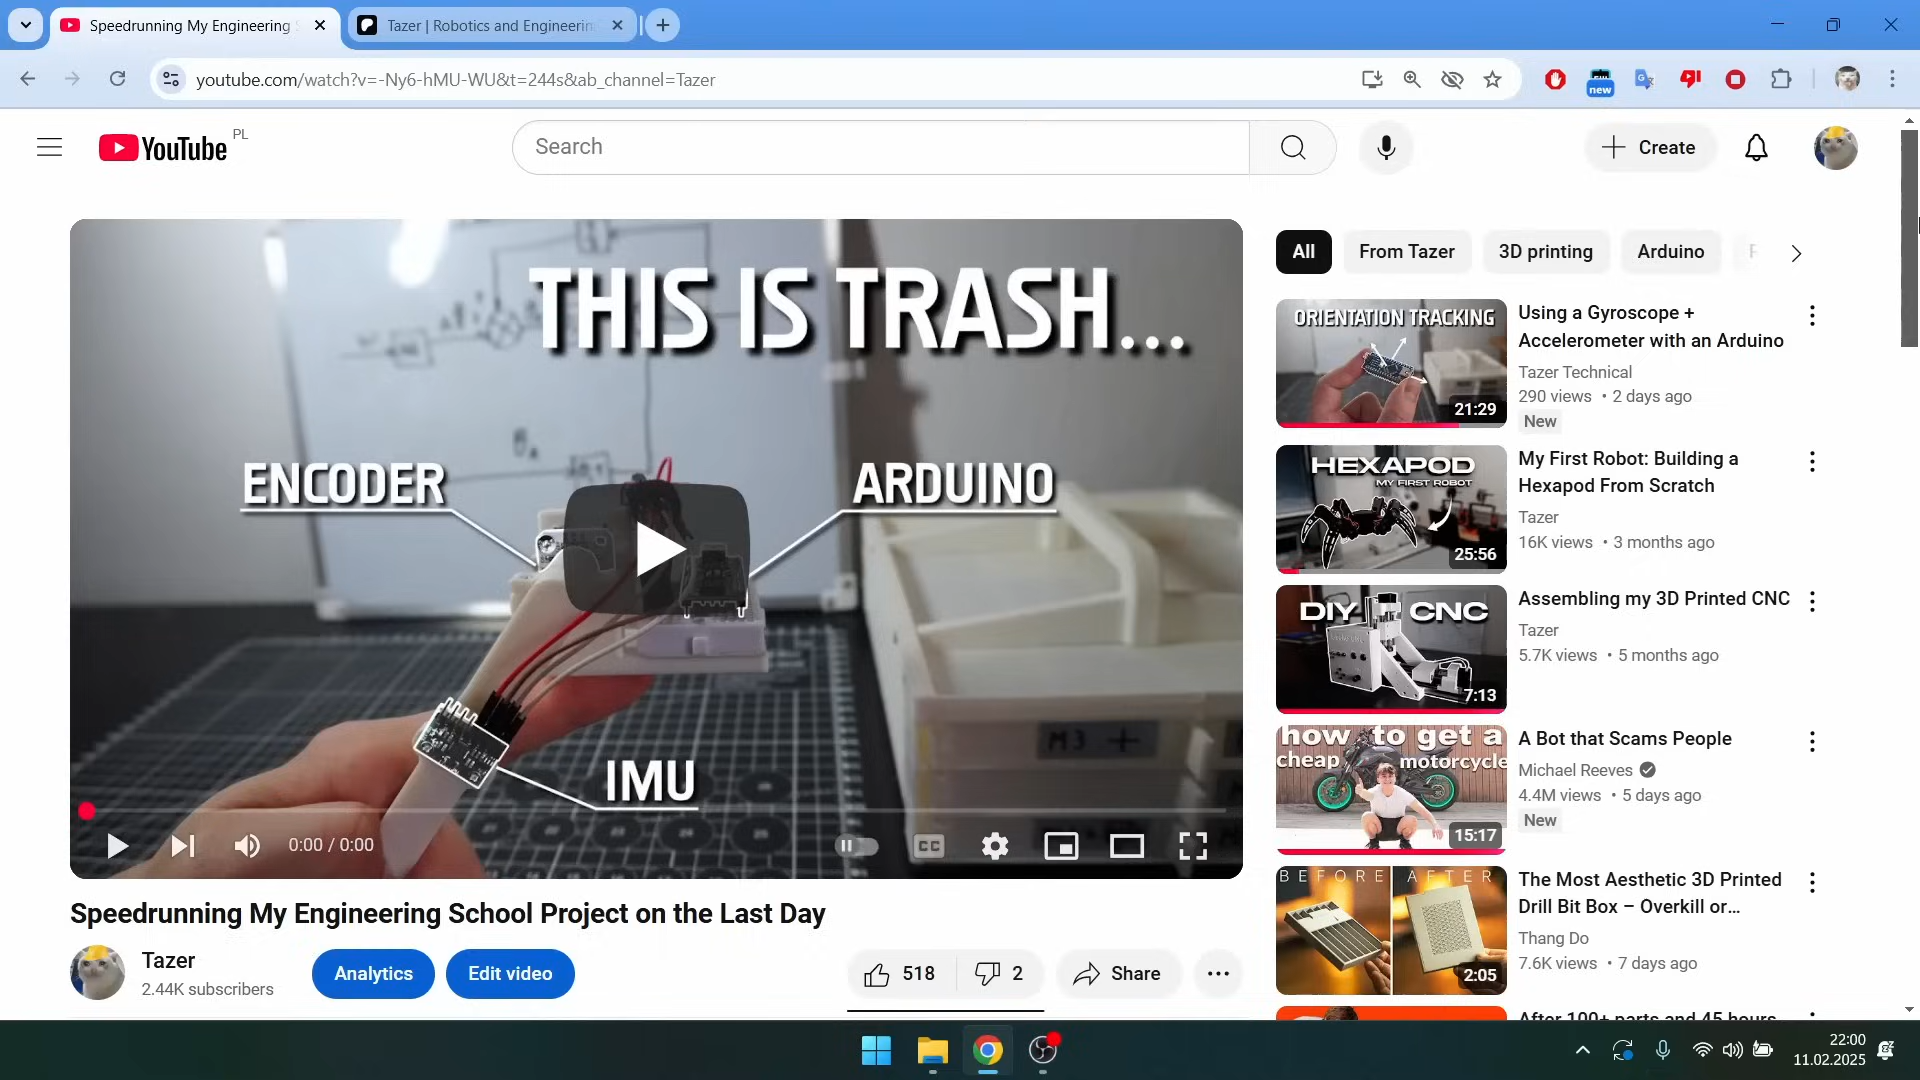 Speedrunning My Engineering
Tazer | Robotics and Engineerin
youtube.com/watch?v=-Ny6-hMU-WU&t=244s&ab_channel=Tazer
new
YouTube
PL
Search
Create
THIS IS TRASH...
ENCODER
ARDUINO
IMU
M3
0:00 / 0:00
CC
Speedrunning My Engineering School Project on the Last Day
Tazer
2.44K subscribers
Analytics
Edit video
518
2
Share
All
From Tazer
3D printing
Arduino
ORIENTATION TRACKING
21:29
Using a Gyroscope +
Accelerometer with an Arduino
Tazer Technical
290 views • 2 days ago
New
HEXAPOD
MY FIRST ROBOT
25:56
My First Robot: Building a
Hexapod From Scratch
Tazer
16K views • 3 months ago
DIY CNC
7:13
Assembling my 3D Printed CNC
Tazer
5.7K views • 5 months ago
how to get a
cheap motorcycle
15:17
A Bot that Scams People
Michael Reeves
4.4M views • 5 days ago
New
BEFORE AFTER
2:05
The Most Aesthetic 3D Printed
Drill Bit Box – Overkill or...
Thang Do
7.6K views • 7 days ago
After 100+ parts and 45 hours
22:00
11.02.2025